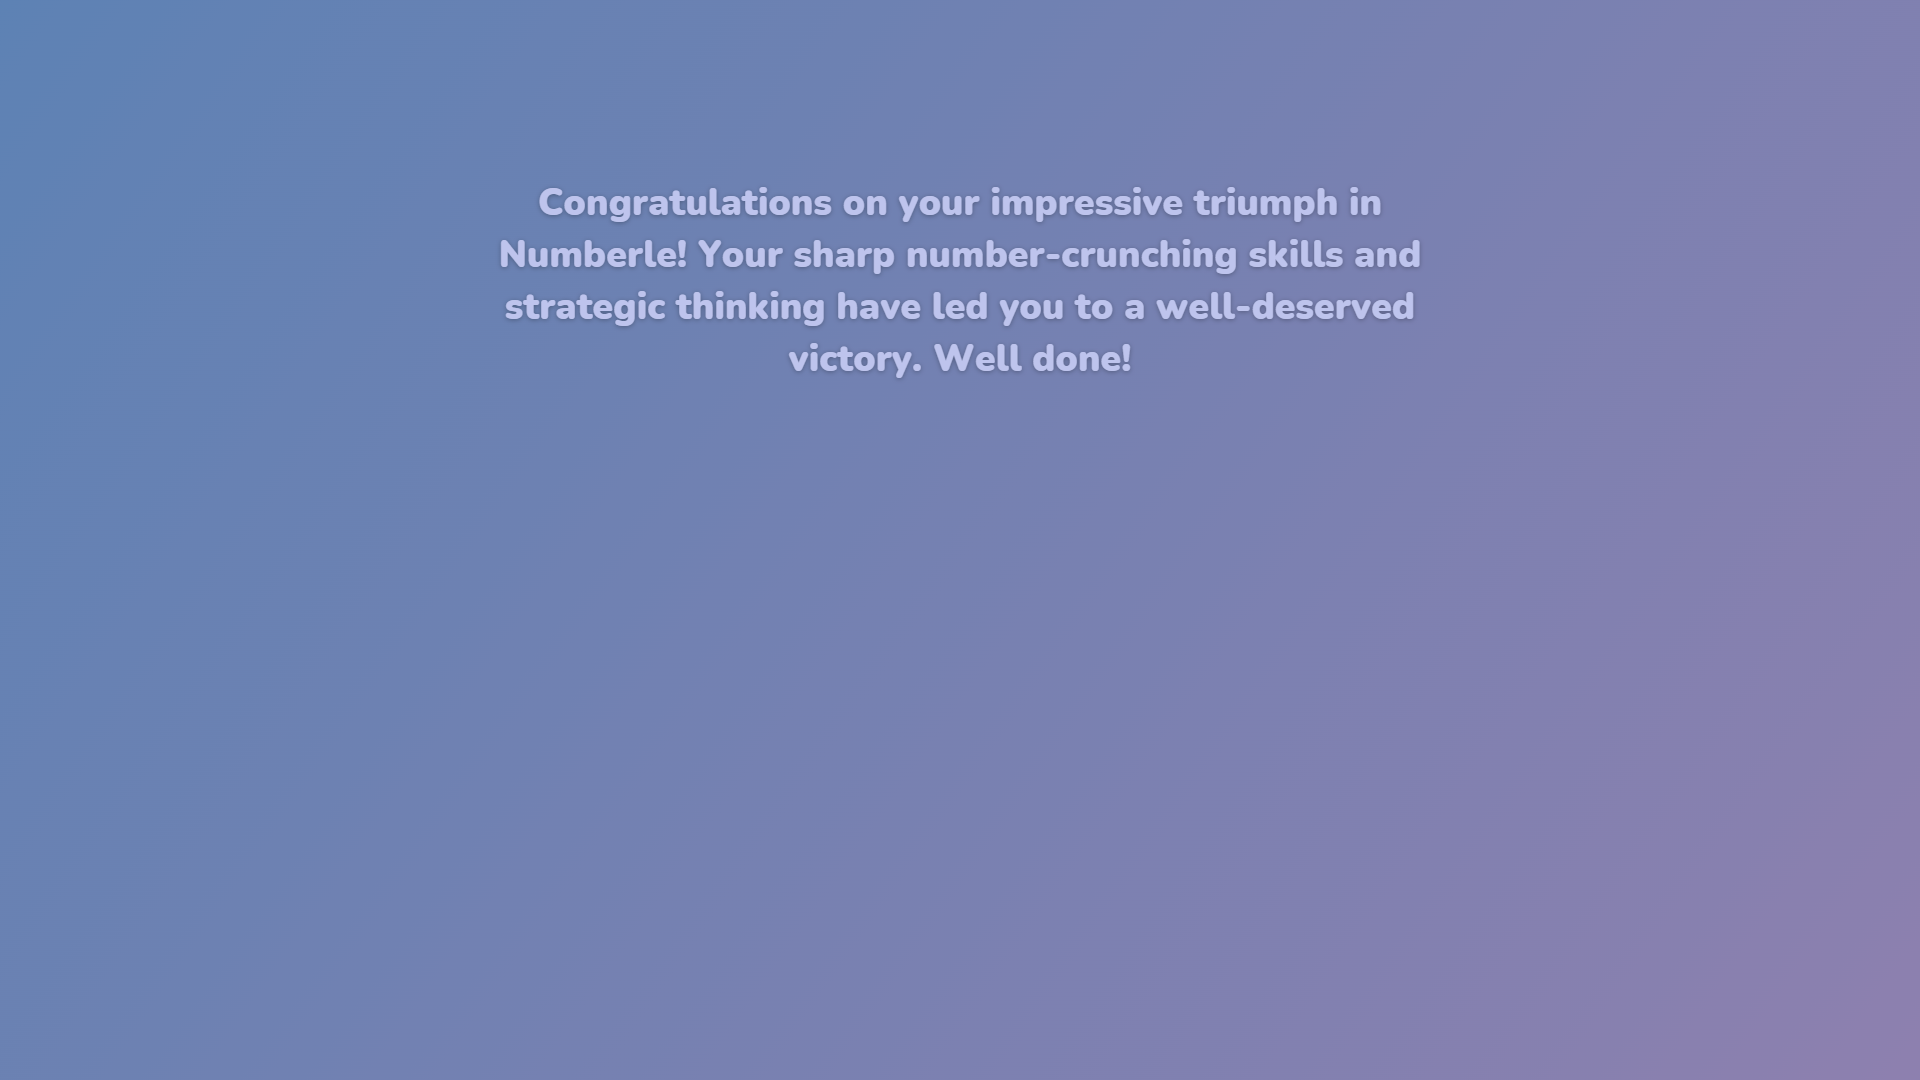 Congratulations on your impressive triumph in
Numberle! Your sharp number-crunching skills and
strategic thinking have led you to a well-deserved
victory. Well done!